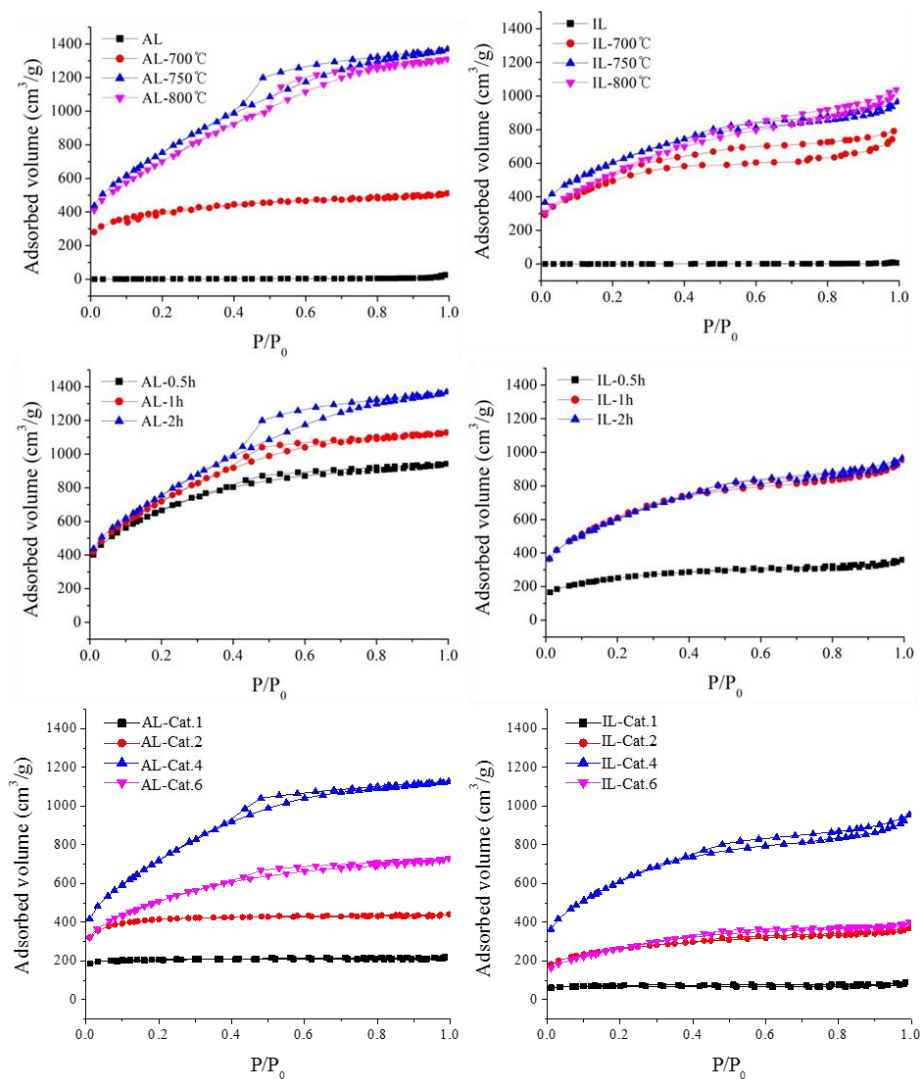 AL
AL-700℃
AL-750℃
AL-800℃
Adsorbed volume (cm³/g)
1400
1200
1000
800
600
400
200
0
0.0 0.2 0.4 0.6 0.8 1.0
P/P₀
IL
IL-700℃
IL-750℃
IL-800℃
Adsorbed volume (cm³/g)
1400
1200
1000
800
600
400
200
0
0.0 0.2 0.4 0.6 0.8 1.0
P/P₀
AL-0.5h
AL-1h
AL-2h
Adsorbed volume (cm³/g)
1400
1200
1000
800
600
400
200
0
0.0 0.2 0.4 0.6 0.8 1.0
P/P₀
IL-0.5h
IL-1h
IL-2h
Adsorbed volume (cm³/g)
1400
1200
1000
800
600
400
200
0
0.0 0.2 0.4 0.6 0.8 1.0
P/P₀
AL-Cat.1
AL-Cat.2
AL-Cat.4
AL-Cat.6
Adsorbed volume (cm³/g)
1400
1200
1000
800
600
400
200
0
0.0 0.2 0.4 0.6 0.8 1.0
P/P₀
IL-Cat.1
IL-Cat.2
IL-Cat.4
IL-Cat.6
Adsorbed volume (cm³/g)
1400
1200
1000
800
600
400
200
0
0.0 0.2 0.4 0.6 0.8 1.0
P/P₀